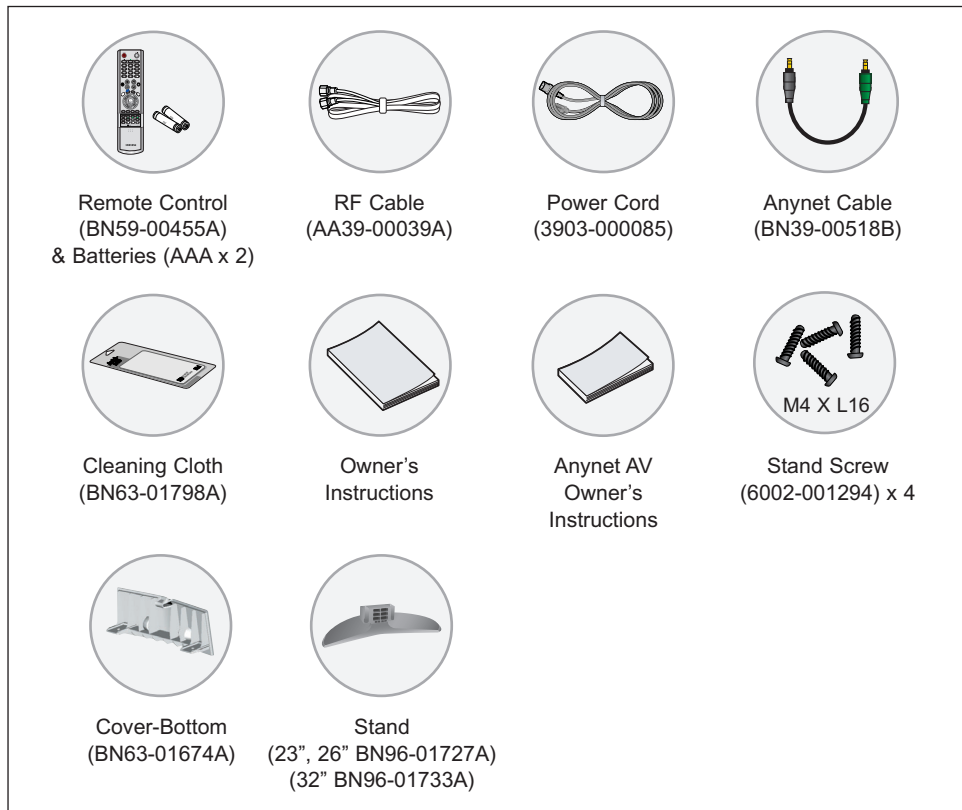 Remote Control
(BN59-00455A)
& Batteries (AAA x 2)
RF Cable
(AA39-00039A)
Power Cord
(3903-000085)
Anynet Cable
(BN39-00518B)
Cleaning Cloth
(BN63-01798A)
Owner’s
Instructions
Anynet AV
Owner’s
Instructions
M4 X L16
Stand Screw
(6002-001294) x 4
Cover-Bottom
(BN63-01674A)
Stand
(23”, 26” BN96-01727A)
(32” BN96-01733A)